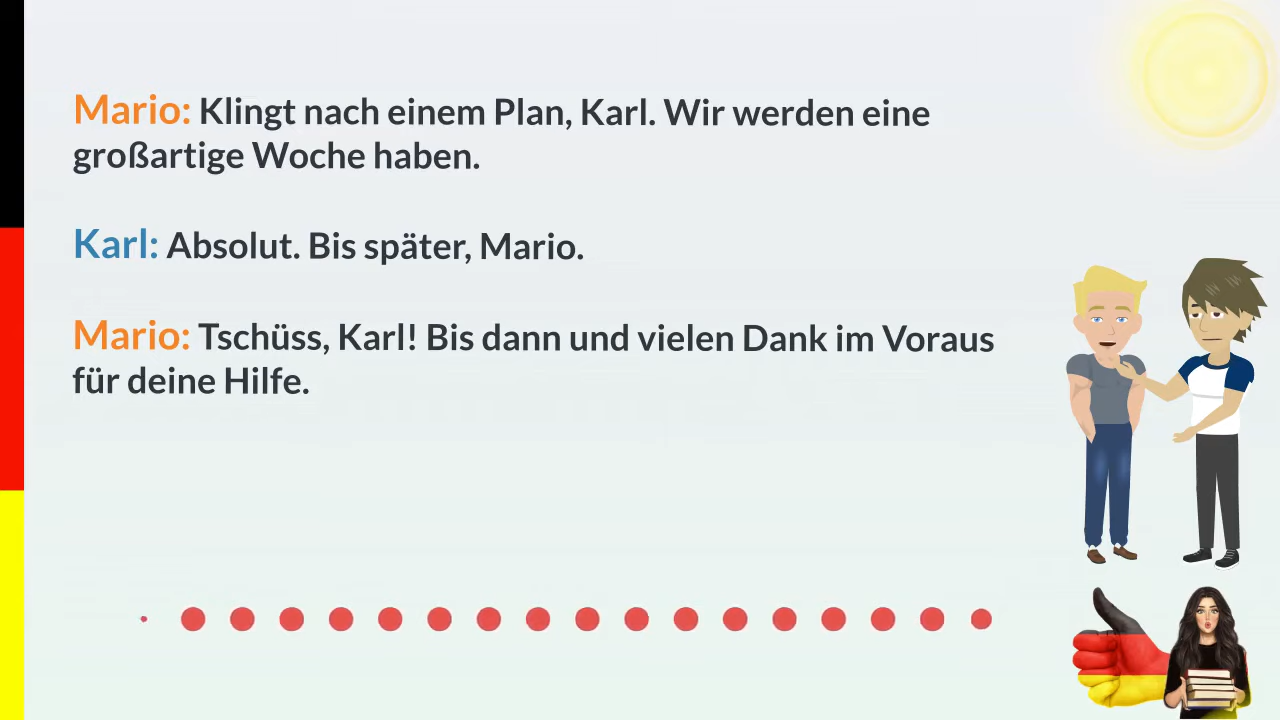 Mario: Klingt nach einem Plan, Karl. Wir werden eine
großartige Woche haben.
Karl: Absolut. Bis später, Mario.
Mario: Tschüss, Karl! Bis dann und vielen Dank im Voraus
für deine Hilfe.